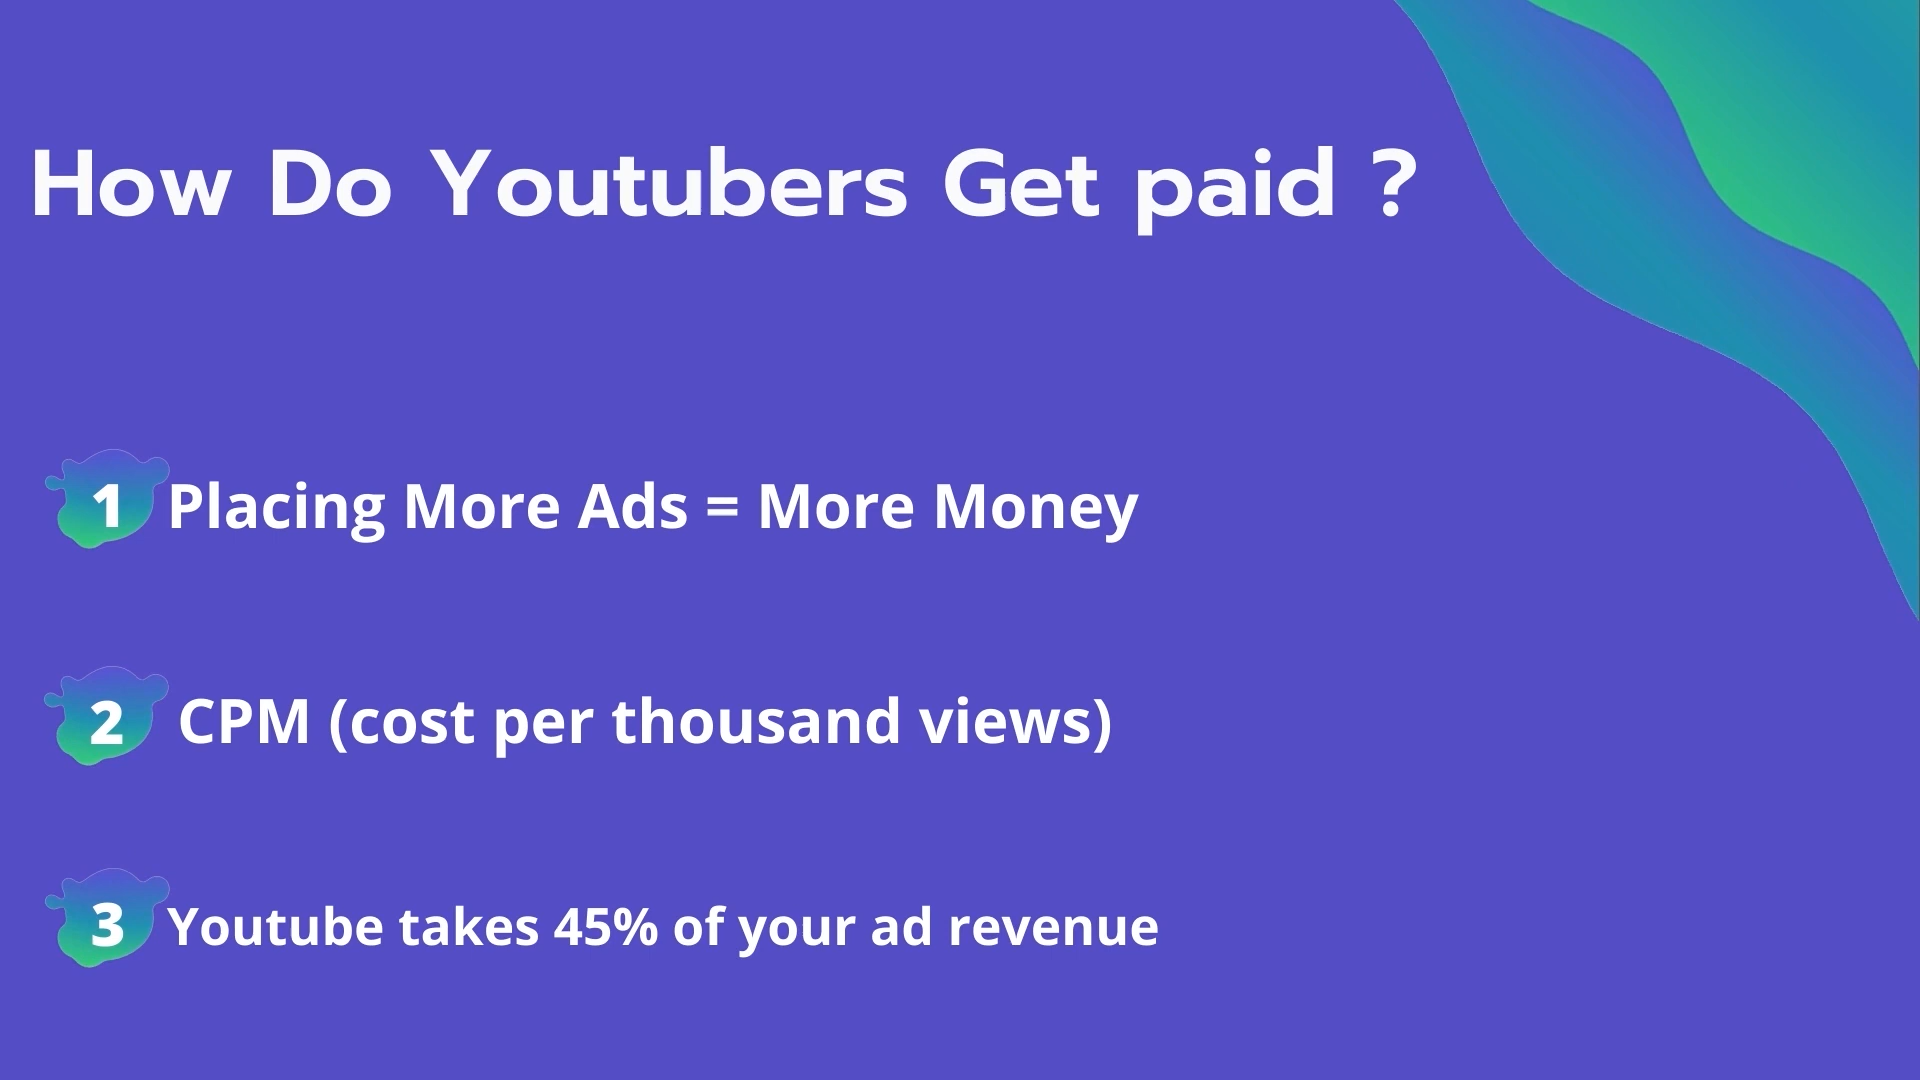 How Do Youtubers Get paid ?
1 Placing More Ads = More Money
2 CPM (cost per thousand views)
3 Youtube takes 45% of your ad revenue